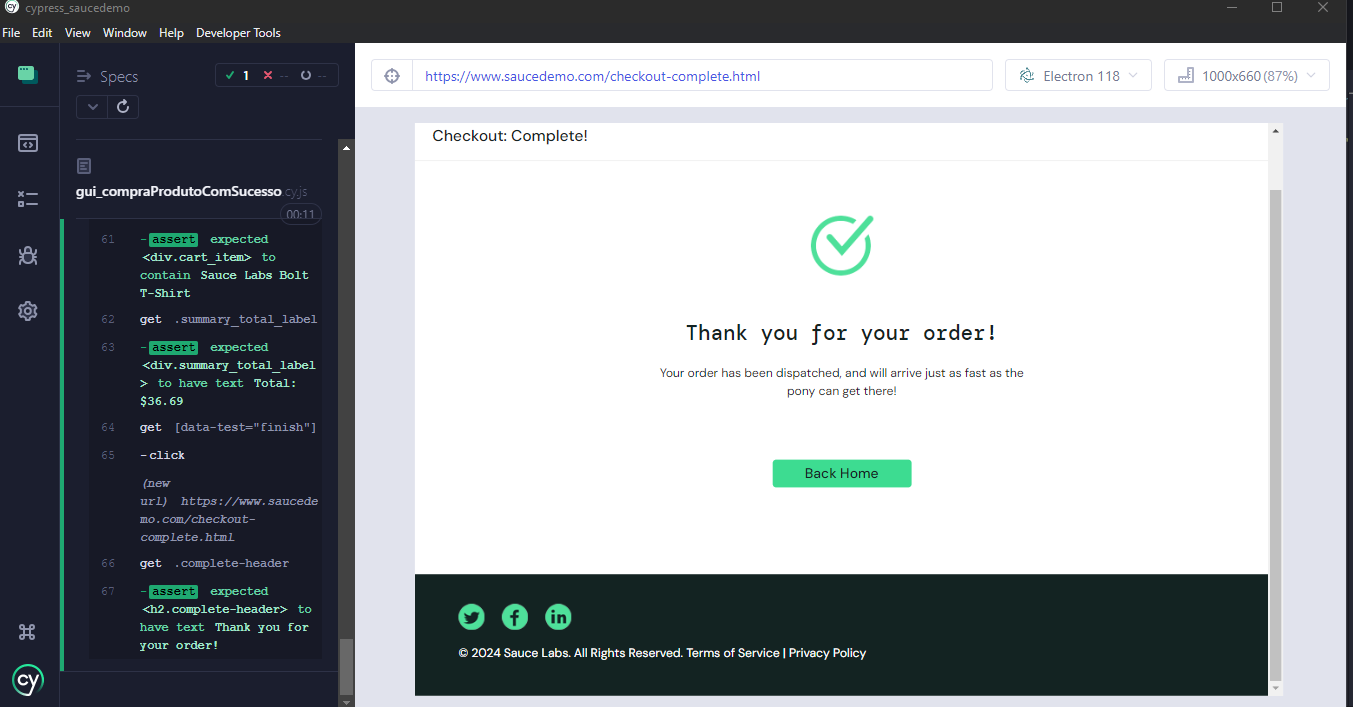 cy cypress_saucedemo
File Edit View Window Help Developer Tools
Specs
1 -- --
https://www.saucedemo.com/checkout-complete.html
Electron 118
1000x660 (87%)
gui_compraProdutoComSucesso cy.js
00:11
61 -assert expected
<div.cart_item> to
contain Sauce Labs Bolt
T-Shirt
62 get .summary_total_label
63 -assert expected
<div.summary_total_label
> to have text Total:
$36.69
64 get [data-test="finish"]
65 -click
(new
url) https://www.saucede
mo.com/checkout-
complete.html
66 get .complete-header
67 -assert expected
<h2.complete-header> to
have text Thank you for
your order!
cy
Checkout: Complete!
Thank you for your order!
Your order has been dispatched, and will arrive just as fast as the
pony can get there!
Back Home
© 2024 Sauce Labs. All Rights Reserved. Terms of Service | Privacy Policy